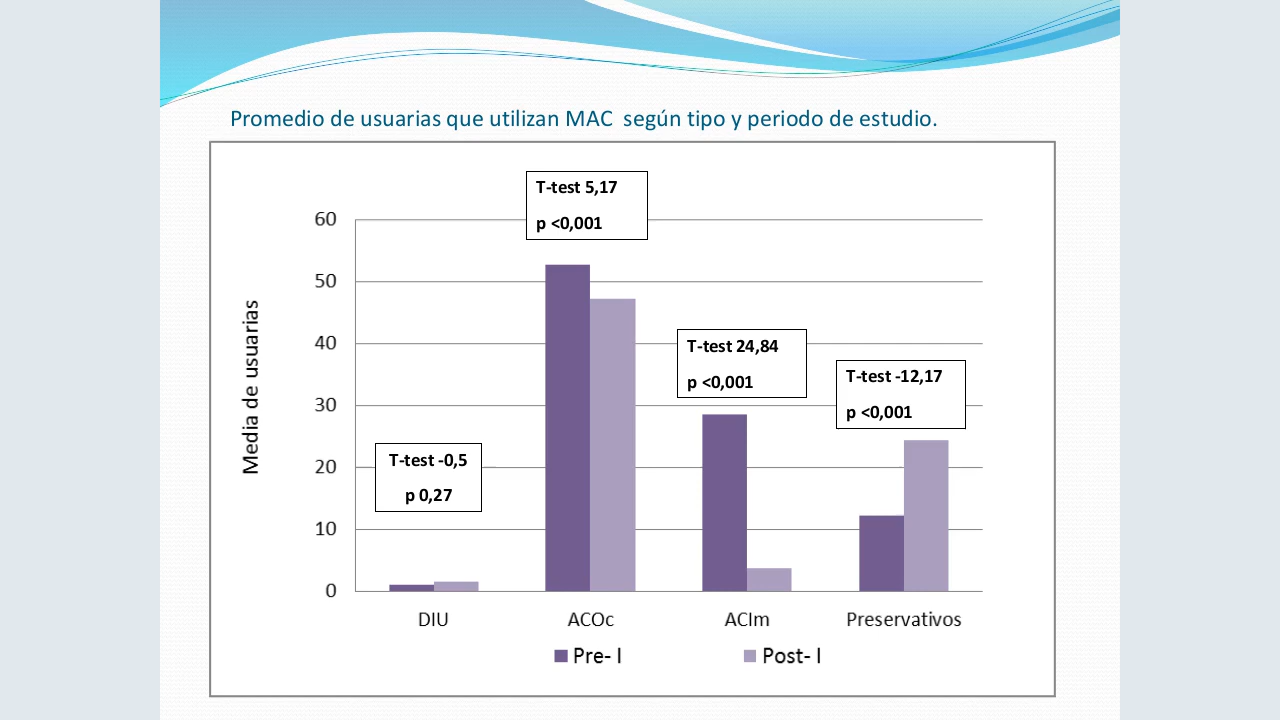 Promedio de usuarias que utilizan MAC  según tipo y periodo de estudio.
T-test 5,17
p <0,001
T-test 24,84
p <0,001
T-test -12,17
p <0,001
T-test -0,5
p 0,27
Media de usuarias
60
50
40
30
20
10
0
DIU
ACOc
ACIm
Preservativos
Pre- I
Post- I